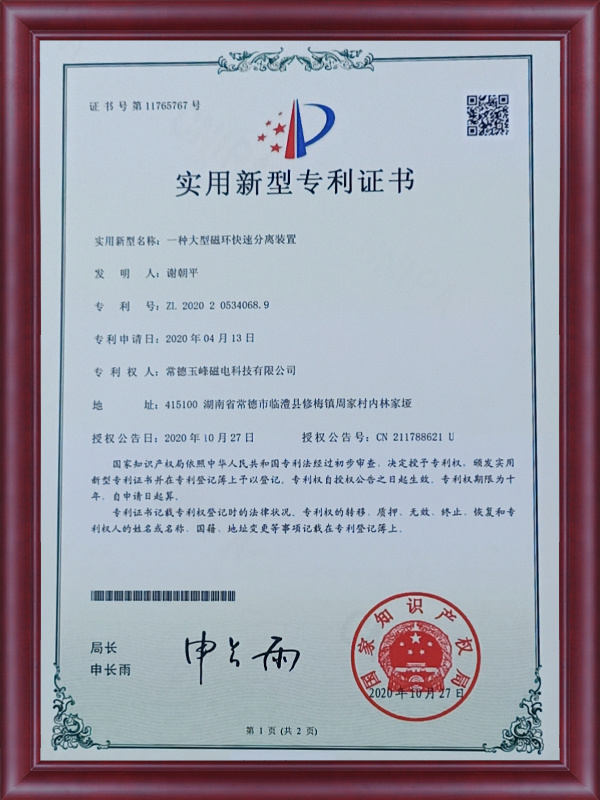 证书号第11765767号
实用新型专利证书
实用新型名称：一种大型磁环快速分离装置
发明人：谢朝平
专利号：ZL 2020 2 0534068.9
专利申请日：2020年04月13日
专利权人：常德玉峰磁电科技有限公司
地址：415100 湖南省常德市临澧县修梅镇周家村内林家垭
授权公告日：2020年10月27日 授权公告号：CN 211788621 U
国家知识产权局依照中华人民共和国专利法经过初步审查，决定授予专利权，颁发实用
新型专利证书并在专利登记簿上予以登记。专利权自授权公告之日起生效。专利权期限为十
年，自申请日起算。
专利证书记载专利权登记时的法律状况。专利权的转移、质押、无效、终止、恢复和专
利权人的姓名或名称、国籍、地址变更等事项记载在专利登记簿上。
局长
申长雨
申长雨
国家知识产权局
2020年10月27日
第1页（共2页）